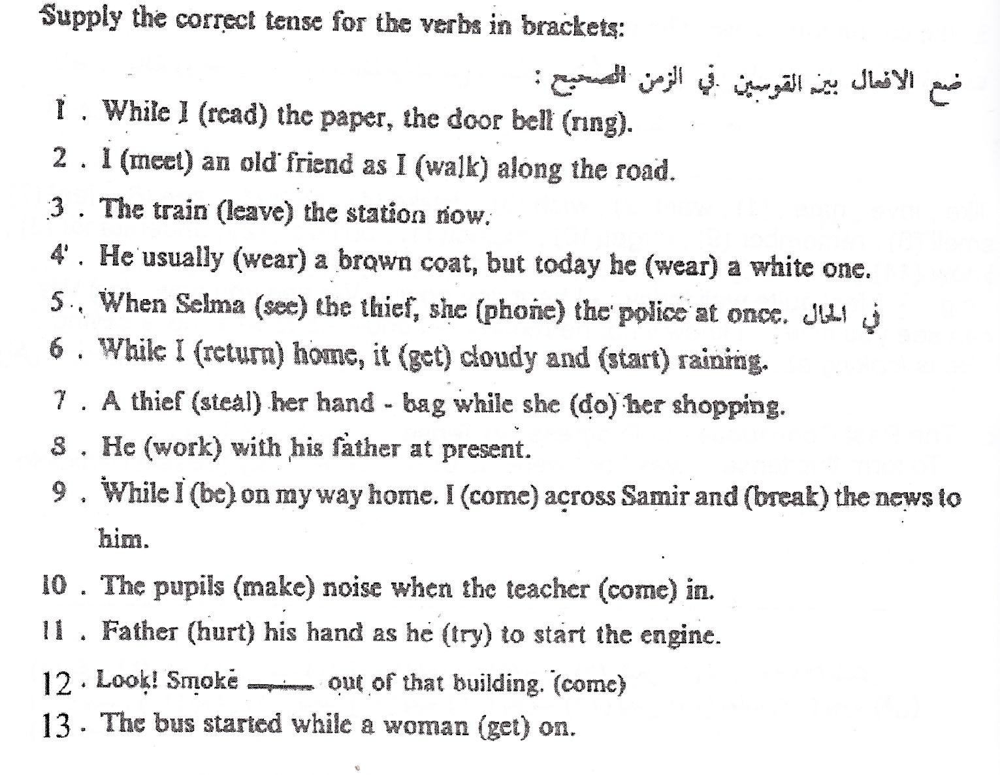 Supply the correct tense for the verbs in brackets:
ضع الافعال بين القوسين في الزمن الصحيح :
1 . While I (read) the paper, the door bell (ring).
2 . I (meet) an old friend as I (walk) along the road.
3 . The train (leave) the station now.
4 . He usually (wear) a brown coat, but today he (wear) a white one.
5 . When Selma (see) the thief, she (phone) the police at once. في الحال
6 . While I (return) home, it (get) cloudy and (start) raining.
7 . A thief (steal) her hand - bag while she (do) her shopping.
8 . He (work) with his father at present.
9 . While I (be) on my way home. I (come) across Samir and (break) the news to
him.
10 . The pupils (make) noise when the teacher (come) in.
11 . Father (hurt) his hand as he (try) to start the engine.
12 . Look! Smoke ____ out of that building. (come)
13 . The bus started while a woman (get) on.